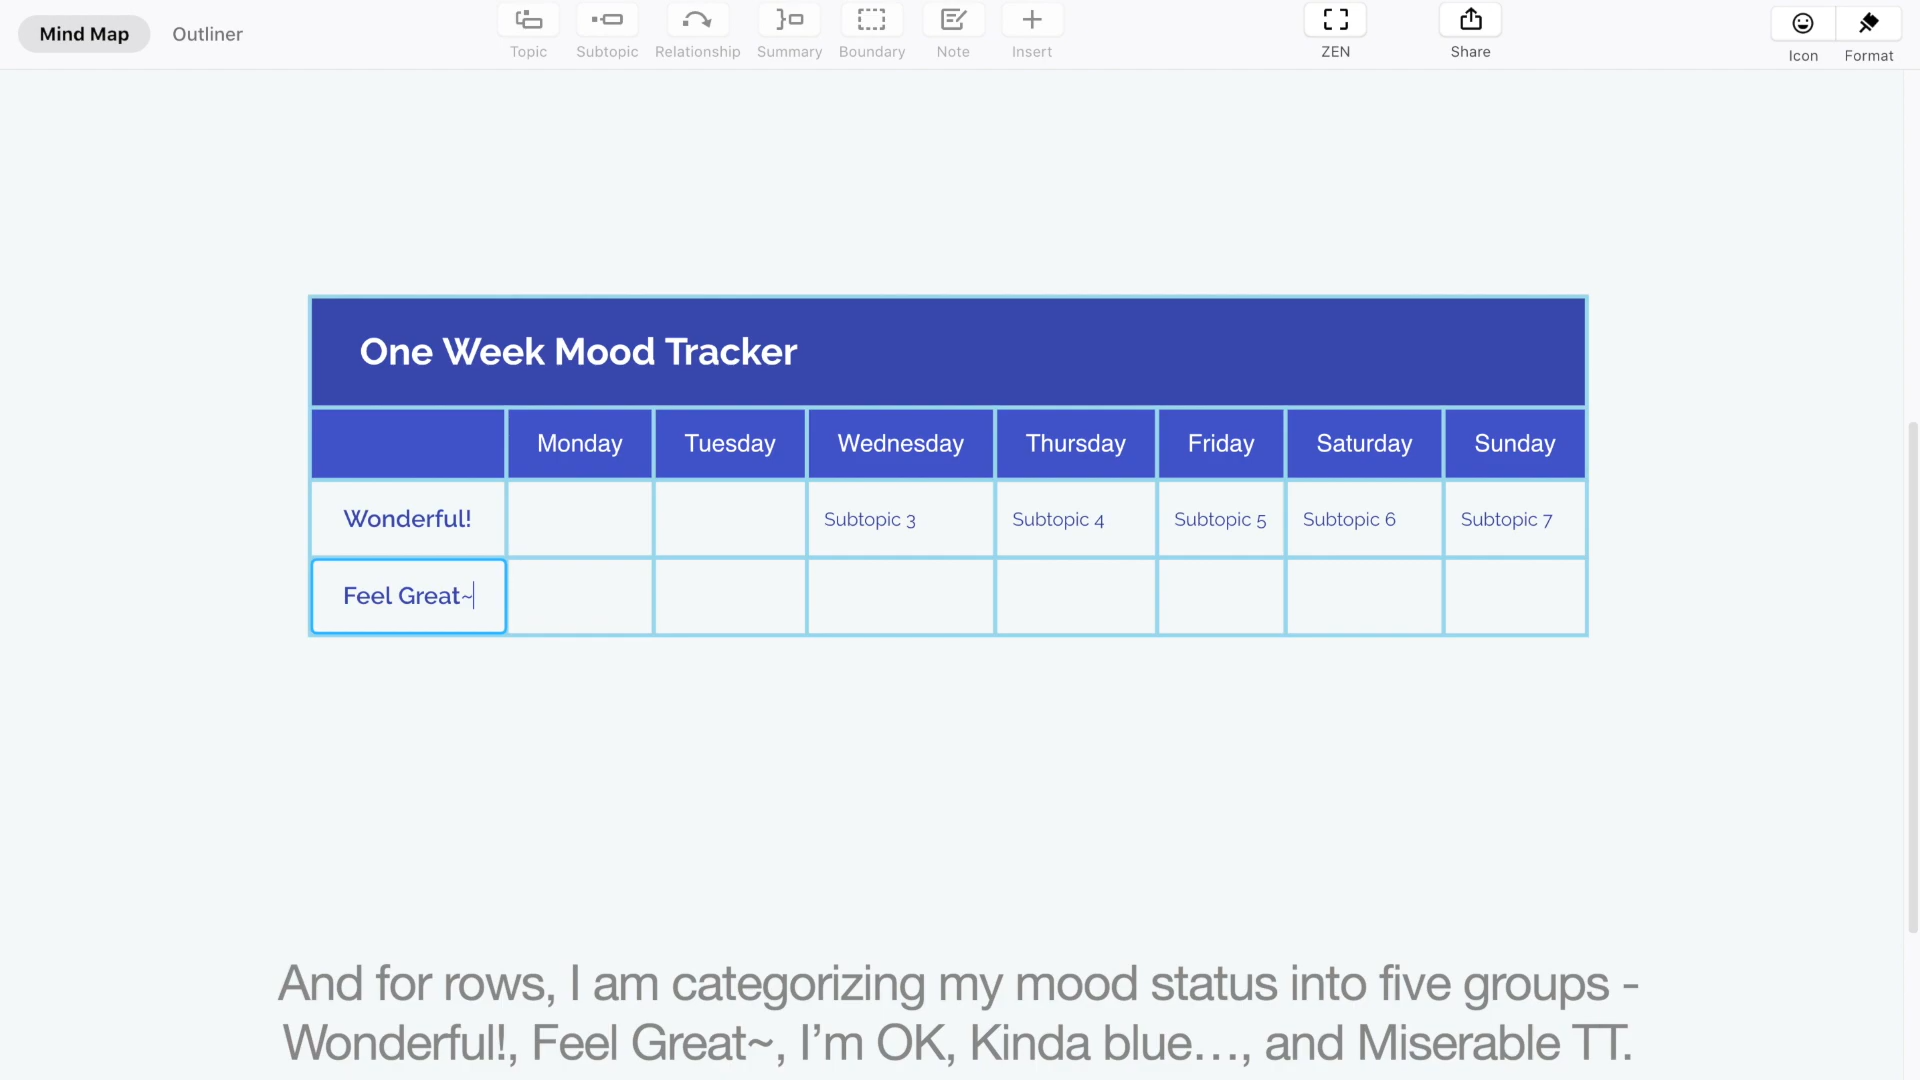 Mind Map
Outliner
Topic
Subtopic
Relationship
Summary
Boundary
Note
Insert
ZEN
Share
Icon
Format
One Week Mood Tracker
Monday Tuesday Wednesday Thursday Friday Saturday Sunday
Wonderful! Subtopic 3 Subtopic 4 Subtopic 5 Subtopic 6 Subtopic 7
Feel Great~
And for rows, I am categorizing my mood status into five groups -
Wonderful!, Feel Great~, I’m OK, Kinda blue…, and Miserable TT.